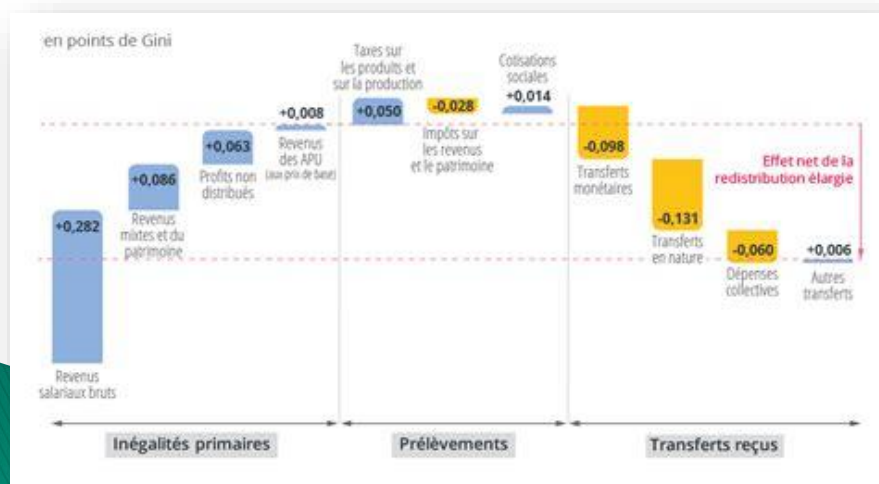 en points de Gini
Taxes sur
les produits et
sur la production
+0,050
-0,028
Impôts sur
les revenus
et le patrimoine
Cotisations
sociales
+0,014
+0,008
Revenus
des APU
(aux prix de base)
+0,063
Profits non
distribués
+0,086
Revenus
mixtes et du
patrimoine
+0,282
Revenus
salariaux bruts
-0,098
Transferts
monétaires
-0,131
Transferts
en nature
-0,060
Dépenses
collectives
+0,006
Autres
transferts
Effet net de la
redistribution élargie
Inégalités primaires
Prélèvements
Transferts reçus